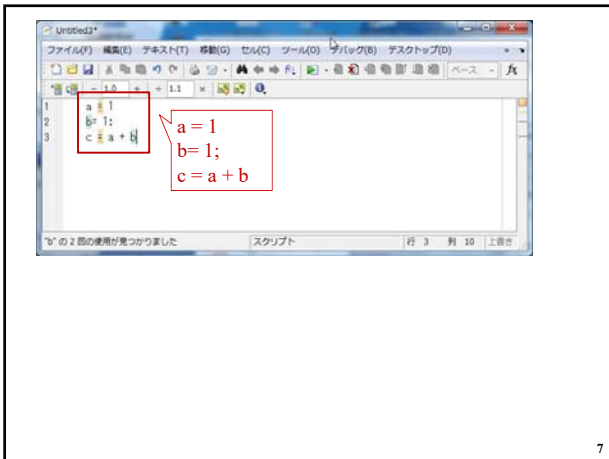 Untitled3*
ファイル(F) 編集(E) テキスト(T) 移動(G) セル(C) ツール(O) デバッグ(B) デスクトップ(D)
ベース fx
- 1.0 + ÷ 1.1 ×
1 a = 1
2 b= 1;
3 c = a + b
a = 1
b= 1;
c = a + b
"b" の 2 回の使用が見つかりました スクリプト 行 3 列 10 上書き
7